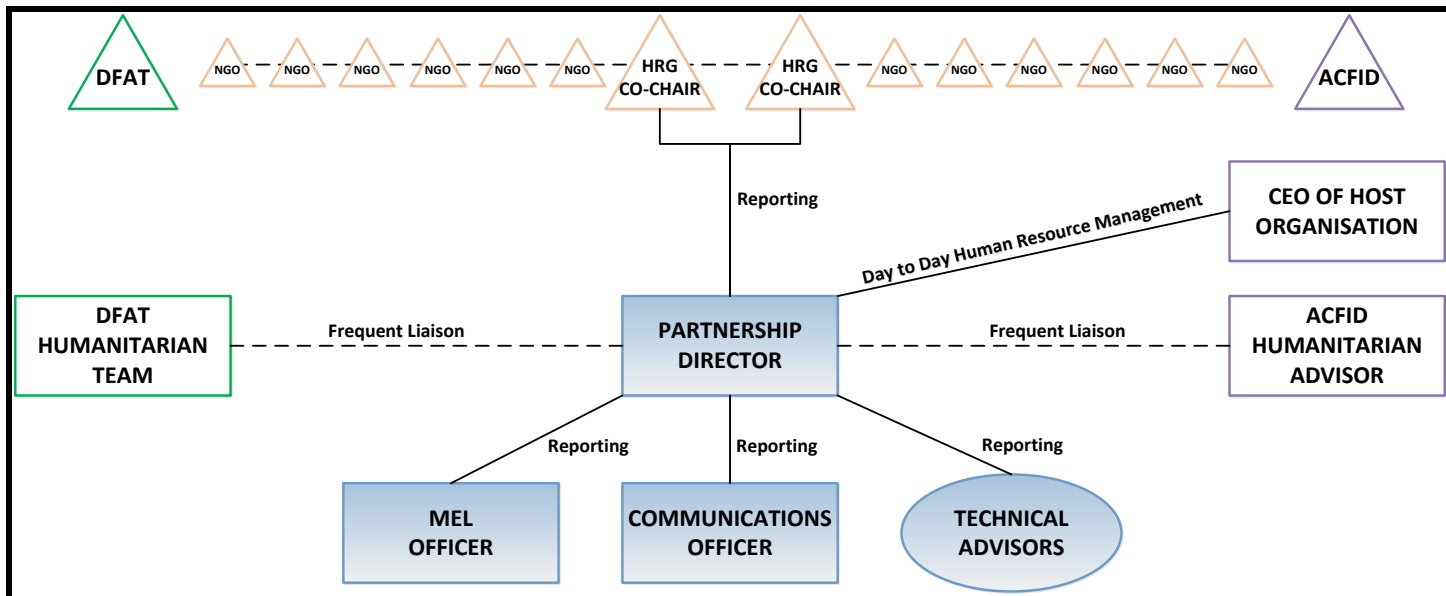 DFAT
NGO
NGO
NGO
NGO
NGO
NGO
HRG
CO-CHAIR
HRG
CO-CHAIR
NGO
NGO
NGO
NGO
NGO
NGO
ACFID
Reporting
Day to Day Human Resource Management
CEO OF HOST
ORGANISATION
DFAT
HUMANITARIAN
TEAM
Frequent Liaison
PARTNERSHIP
DIRECTOR
Frequent Liaison
ACFID
HUMANITARIAN
ADVISOR
Reporting
Reporting
Reporting
MEL
OFFICER
COMMUNICATIONS
OFFICER
TECHNICAL
ADVISORS